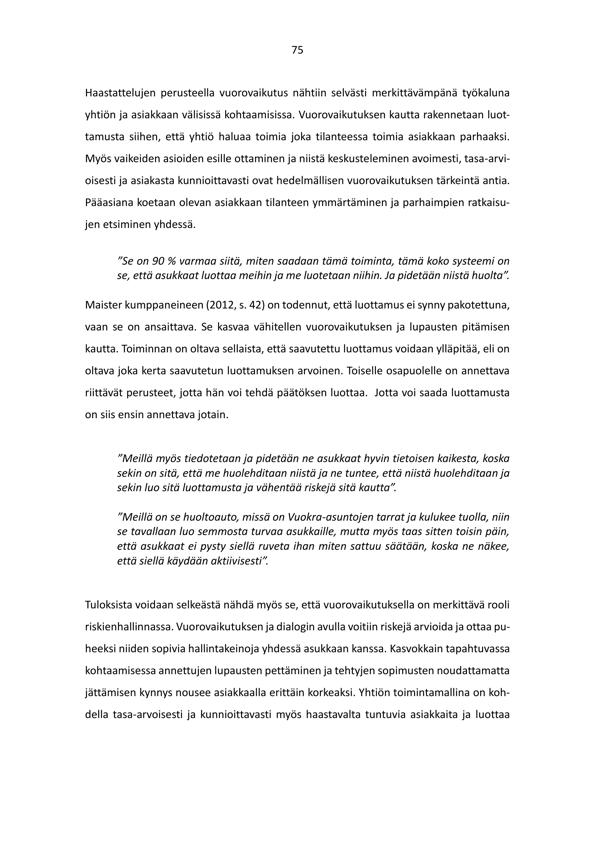 75
Haastattelujen perusteella vuorovaikutus nähtiin selvästi merkittävämpänä työkaluna
yhtiön ja asiakkaan välisissä kohtaamisissa. Vuorovaikutuksen kautta rakennetaan luot-
tamusta siihen, että yhtiö haluaa toimia joka tilanteessa toimia asiakkaan parhaaksi.
Myös vaikeiden asioiden esille ottaminen ja niistä keskusteleminen avoimesti, tasa-arvi-
oisesti ja asiakasta kunnioittavasti ovat hedelmällisen vuorovaikutuksen tärkeintä antia.
Pääasiana koetaan olevan asiakkaan tilanteen ymmärtäminen ja parhaimpien ratkaisu-
jen etsiminen yhdessä.
”Se on 90 % varmaa siitä, miten saadaan tämä toiminta, tämä koko systeemi on
se, että asukkaat luottaa meihin ja me luotetaan niihin. Ja pidetään niistä huolta”.
Maister kumppaneineen (2012, s. 42) on todennut, että luottamus ei synny pakotettuna,
vaan se on ansaittava. Se kasvaa vähitellen vuorovaikutuksen ja lupausten pitämisen
kautta. Toiminnan on oltava sellaista, että saavutettu luottamus voidaan ylläpitää, eli on
oltava joka kerta saavutetun luottamuksen arvoinen. Toiselle osapuolelle on annettava
riittävät perusteet, jotta hän voi tehdä päätöksen luottaa.  Jotta voi saada luottamusta
on siis ensin annettava jotain.
”Meillä myös tiedotetaan ja pidetään ne asukkaat hyvin tietoisen kaikesta, koska
sekin on sitä, että me huolehditaan niistä ja ne tuntee, että niistä huolehditaan ja
sekin luo sitä luottamusta ja vähentää riskejä sitä kautta”.
”Meillä on se huoltoauto, missä on Vuokra-asuntojen tarrat ja kulukee tuolla, niin
se tavallaan luo semmosta turvaa asukkaille, mutta myös taas sitten toisin päin,
että asukkaat ei pysty siellä ruveta ihan miten sattuu säätään, koska ne näkee,
että siellä käydään aktiivisesti”.
Tuloksista voidaan selkeästä nähdä myös se, että vuorovaikutuksella on merkittävä rooli
riskienhallinnassa. Vuorovaikutuksen ja dialogin avulla voitiin riskejä arvioida ja ottaa pu-
heeksi niiden sopivia hallintakeinoja yhdessä asukkaan kanssa. Kasvokkain tapahtuvassa
kohtaamisessa annettujen lupausten pettäminen ja tehtyjen sopimusten noudattamatta
jättämisen kynnys nousee asiakkaalla erittäin korkeaksi. Yhtiön toimintamallina on koh-
della tasa-arvoisesti ja kunnioittavasti myös haastavalta tuntuvia asiakkaita ja luottaa